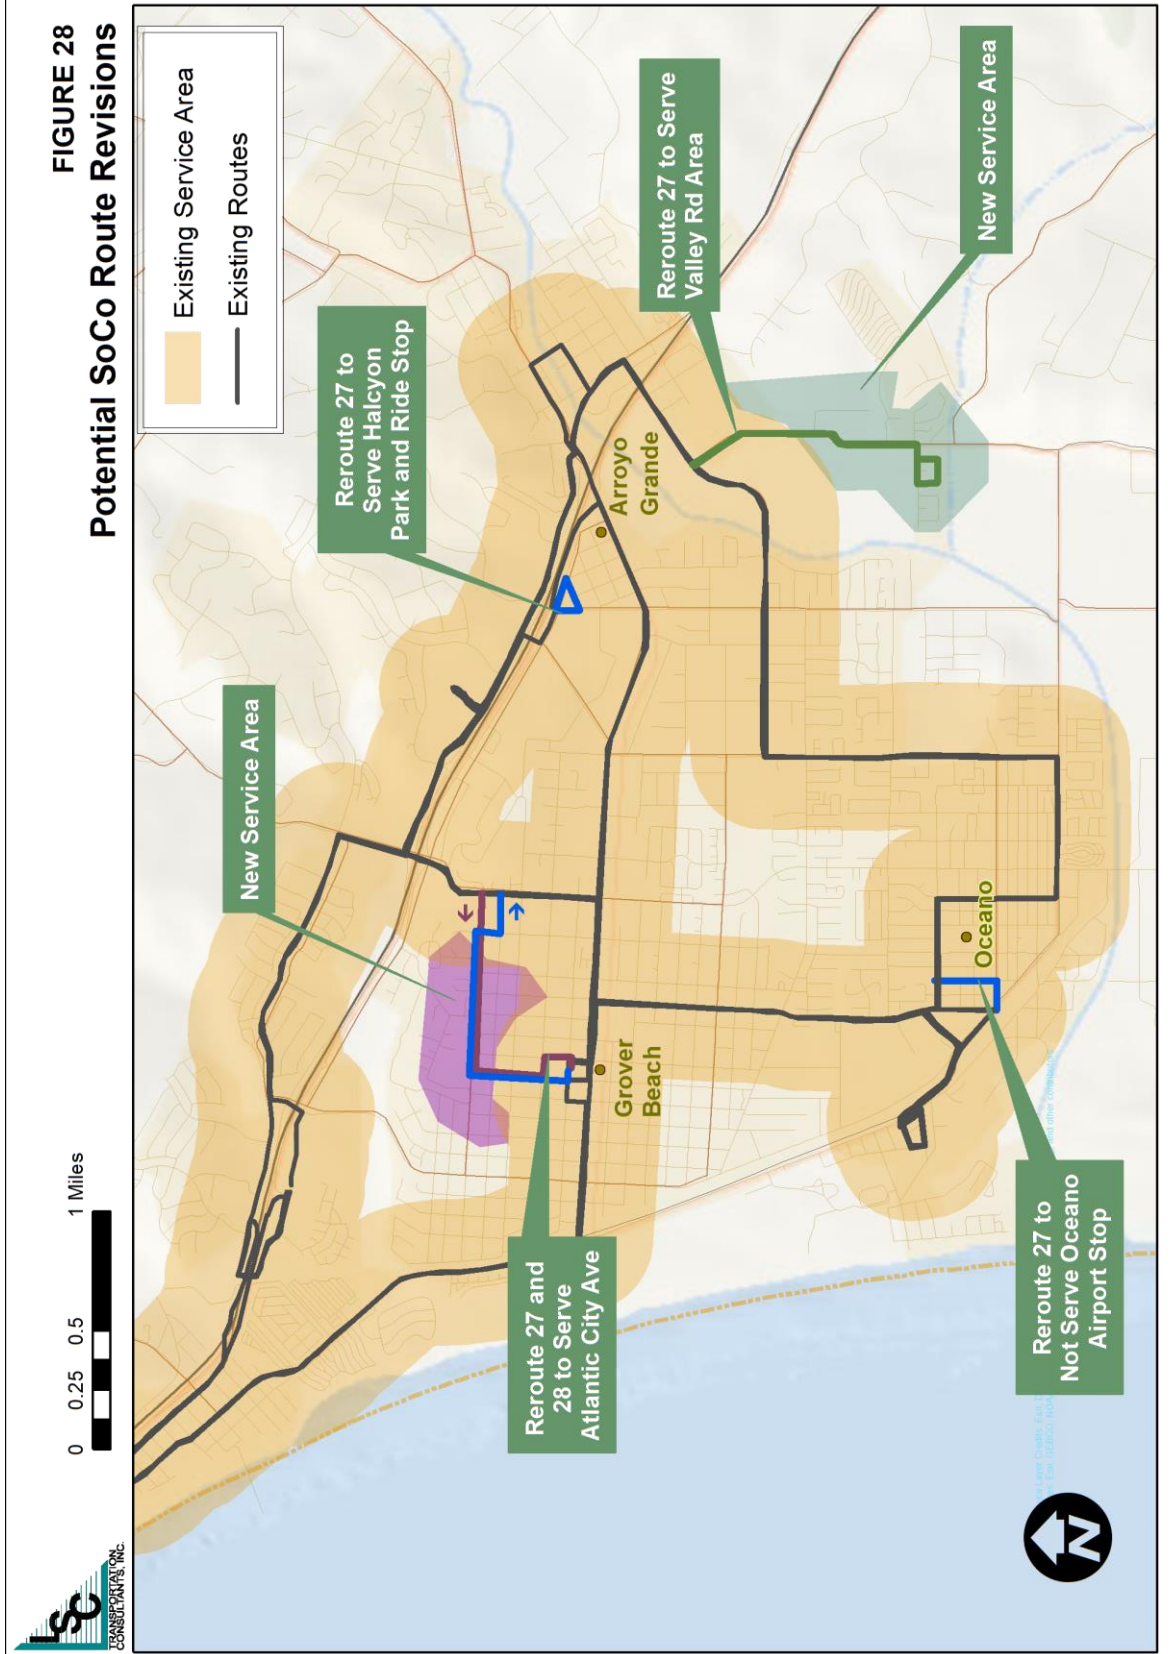 FIGURE 28
Potential SoCo Route Revisions
LSC
TRANSPORTATION
CONSULTANTS, INC.
0 0.25 0.5 1 Miles
Existing Service Area
Existing Routes
New Service Area
Reroute 27 to
Serve Halcyon
Park and Ride Stop
Reroute 27 to Serve
Valley Rd Area
New Service Area
Arroyo
Grande
Grover
Beach
Oceano
Reroute 27 and
28 to Serve
Atlantic City Ave
Reroute 27 to
Not Serve Oceano
Airport Stop
N